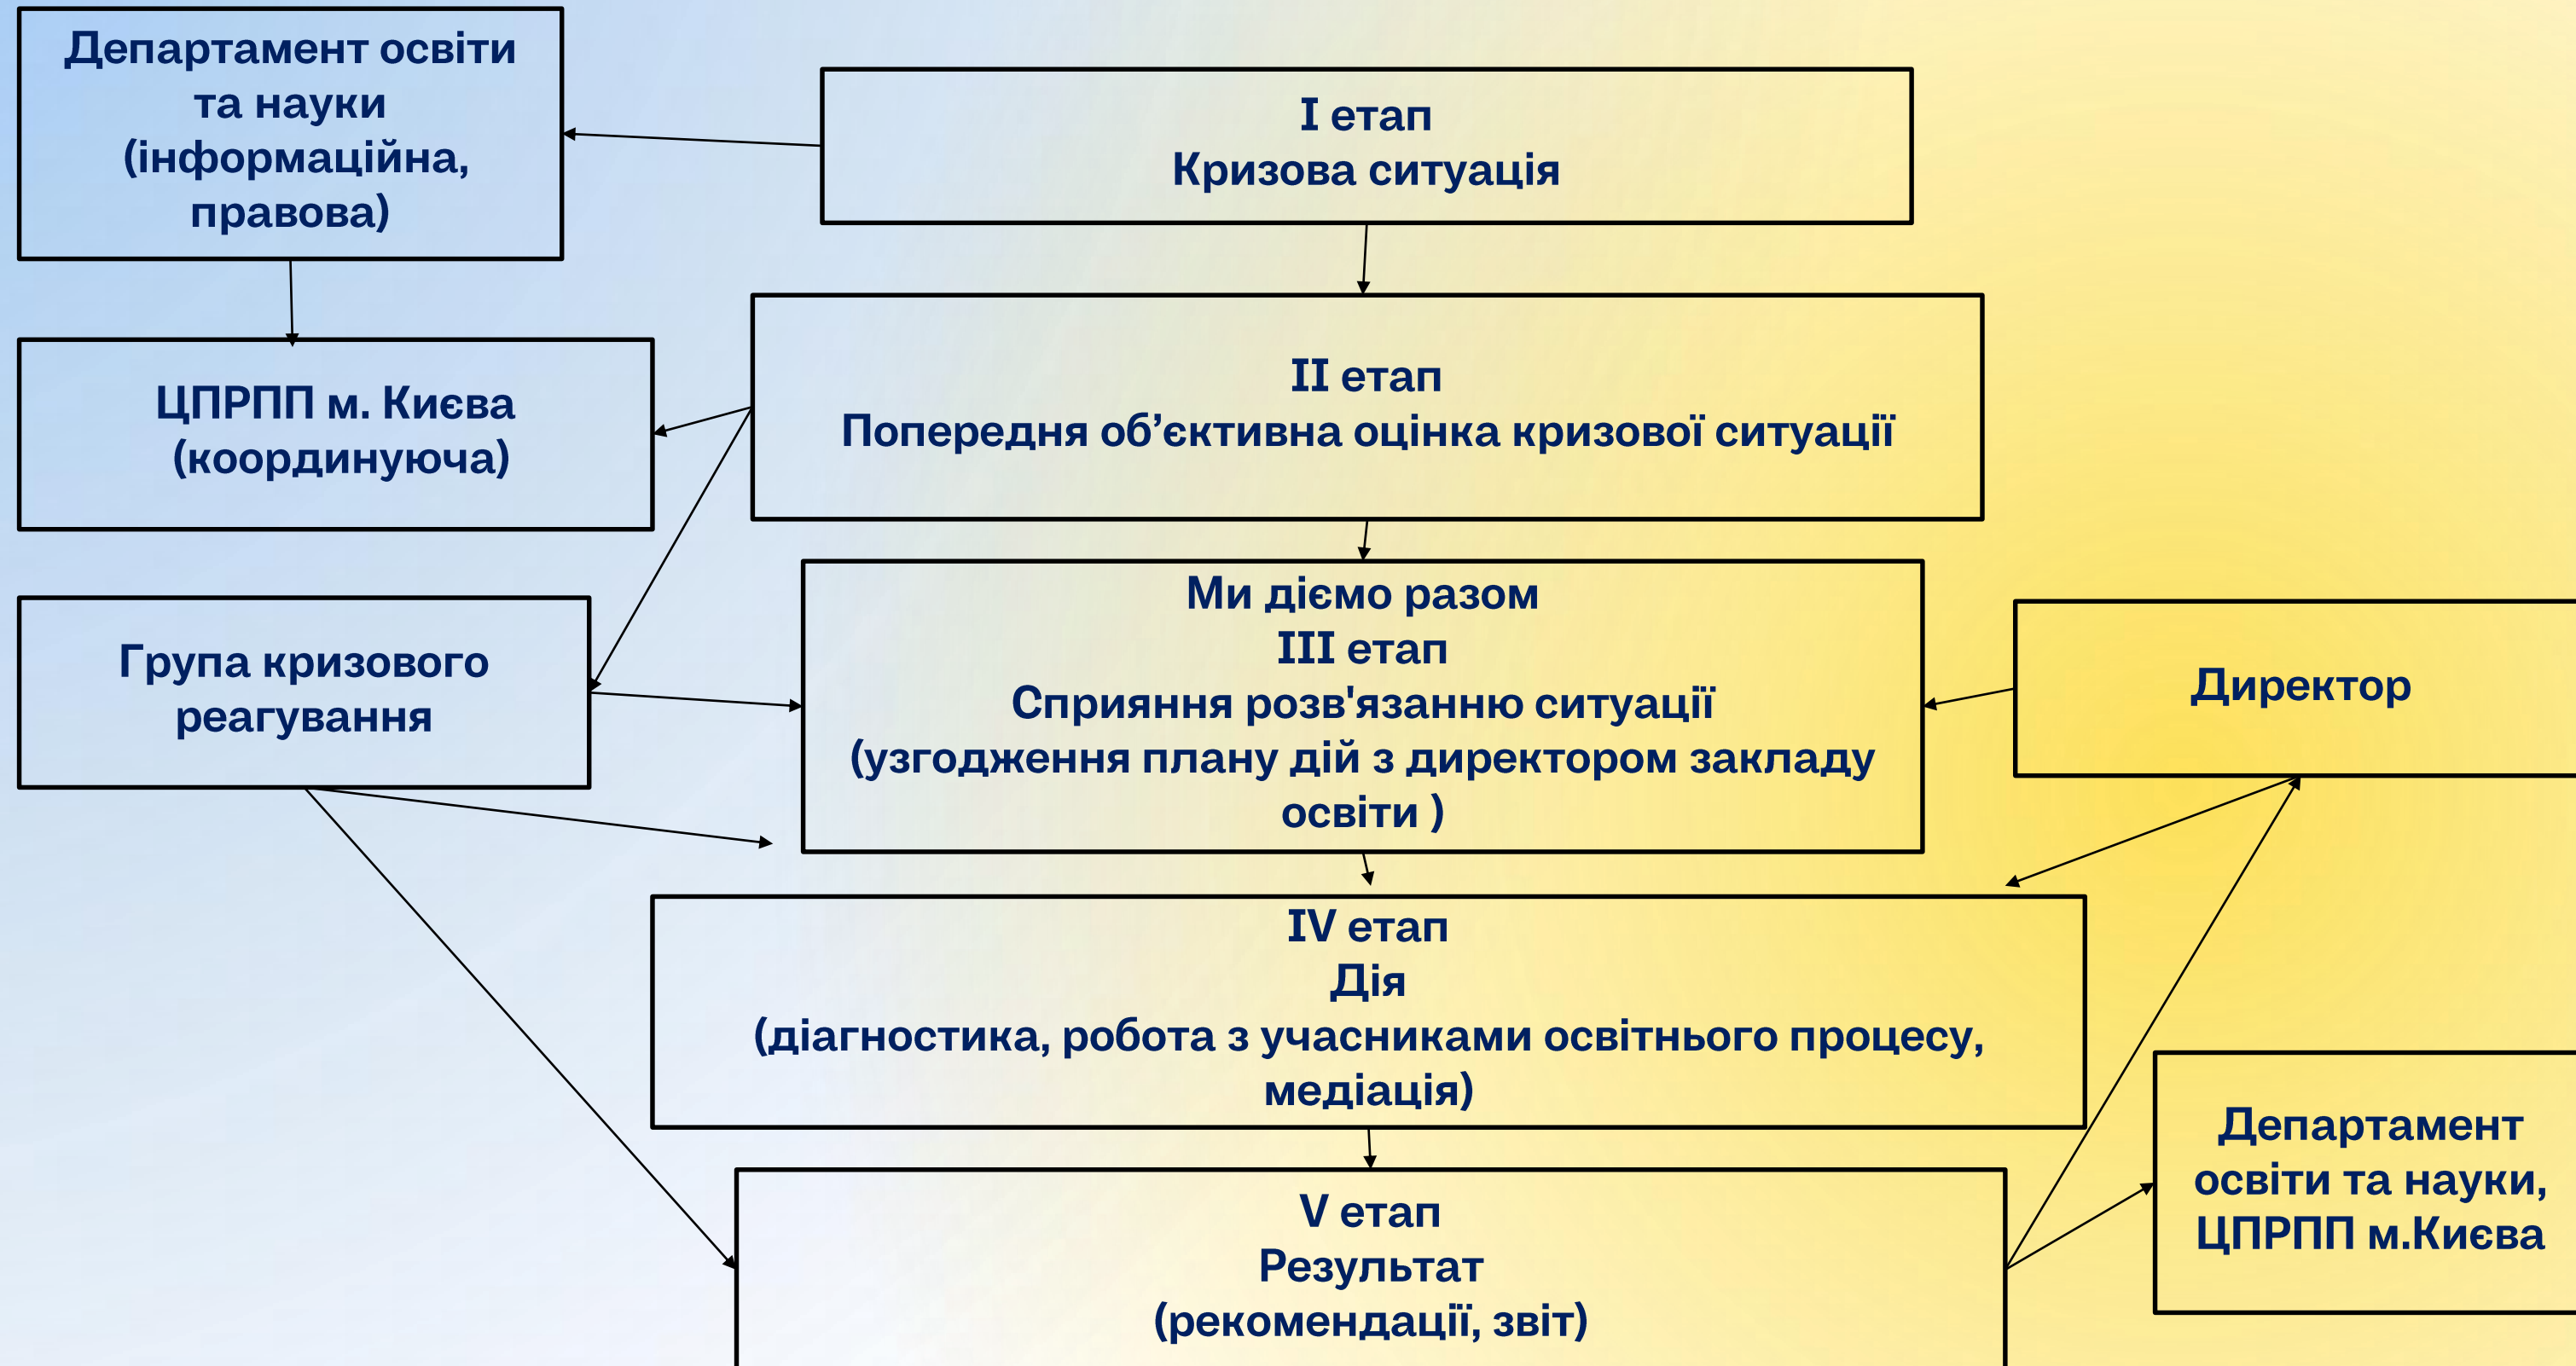 Департамент освіти
та науки
(інформаційна,
правова)
I етап
Кризова ситуація
ЦПРПП м. Києва
(координуюча)
II етап
Попередня об’єктивна оцінка кризової ситуації
Група кризового
реагування
Ми діємо разом
III етап
Сприяння розв'язанню ситуації
(узгодження плану дій з директором закладу
освіти )
Директор
IV етап
Дія
(діагностика, робота з учасниками освітнього процесу,
медіація)
Департамент
освіти та науки,
ЦПРПП м.Києва
V етап
Результат
(рекомендації, звіт)